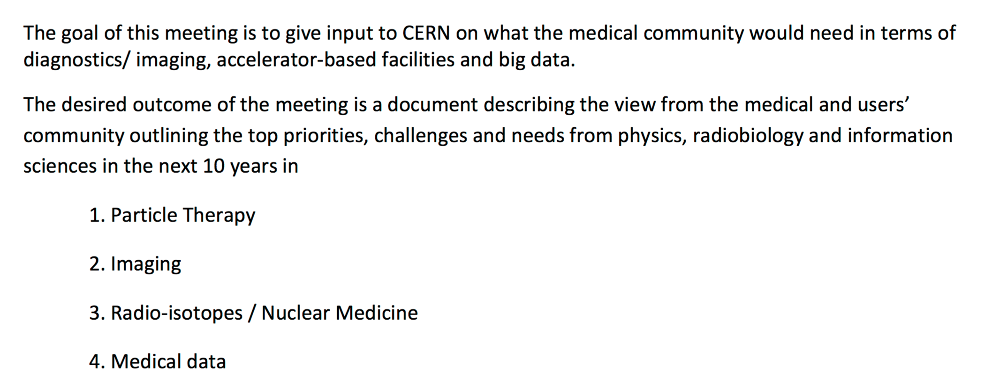 The goal of this meeting is to give input to CERN on what the medical community would need in terms of
diagnostics/ imaging, accelerator-based facilities and big data.
The desired outcome of the meeting is a document describing the view from the medical and users’
community outlining the top priorities, challenges and needs from physics, radiobiology and information
sciences in the next 10 years in
1. Particle Therapy
2. Imaging
3. Radio-isotopes / Nuclear Medicine
4. Medical data